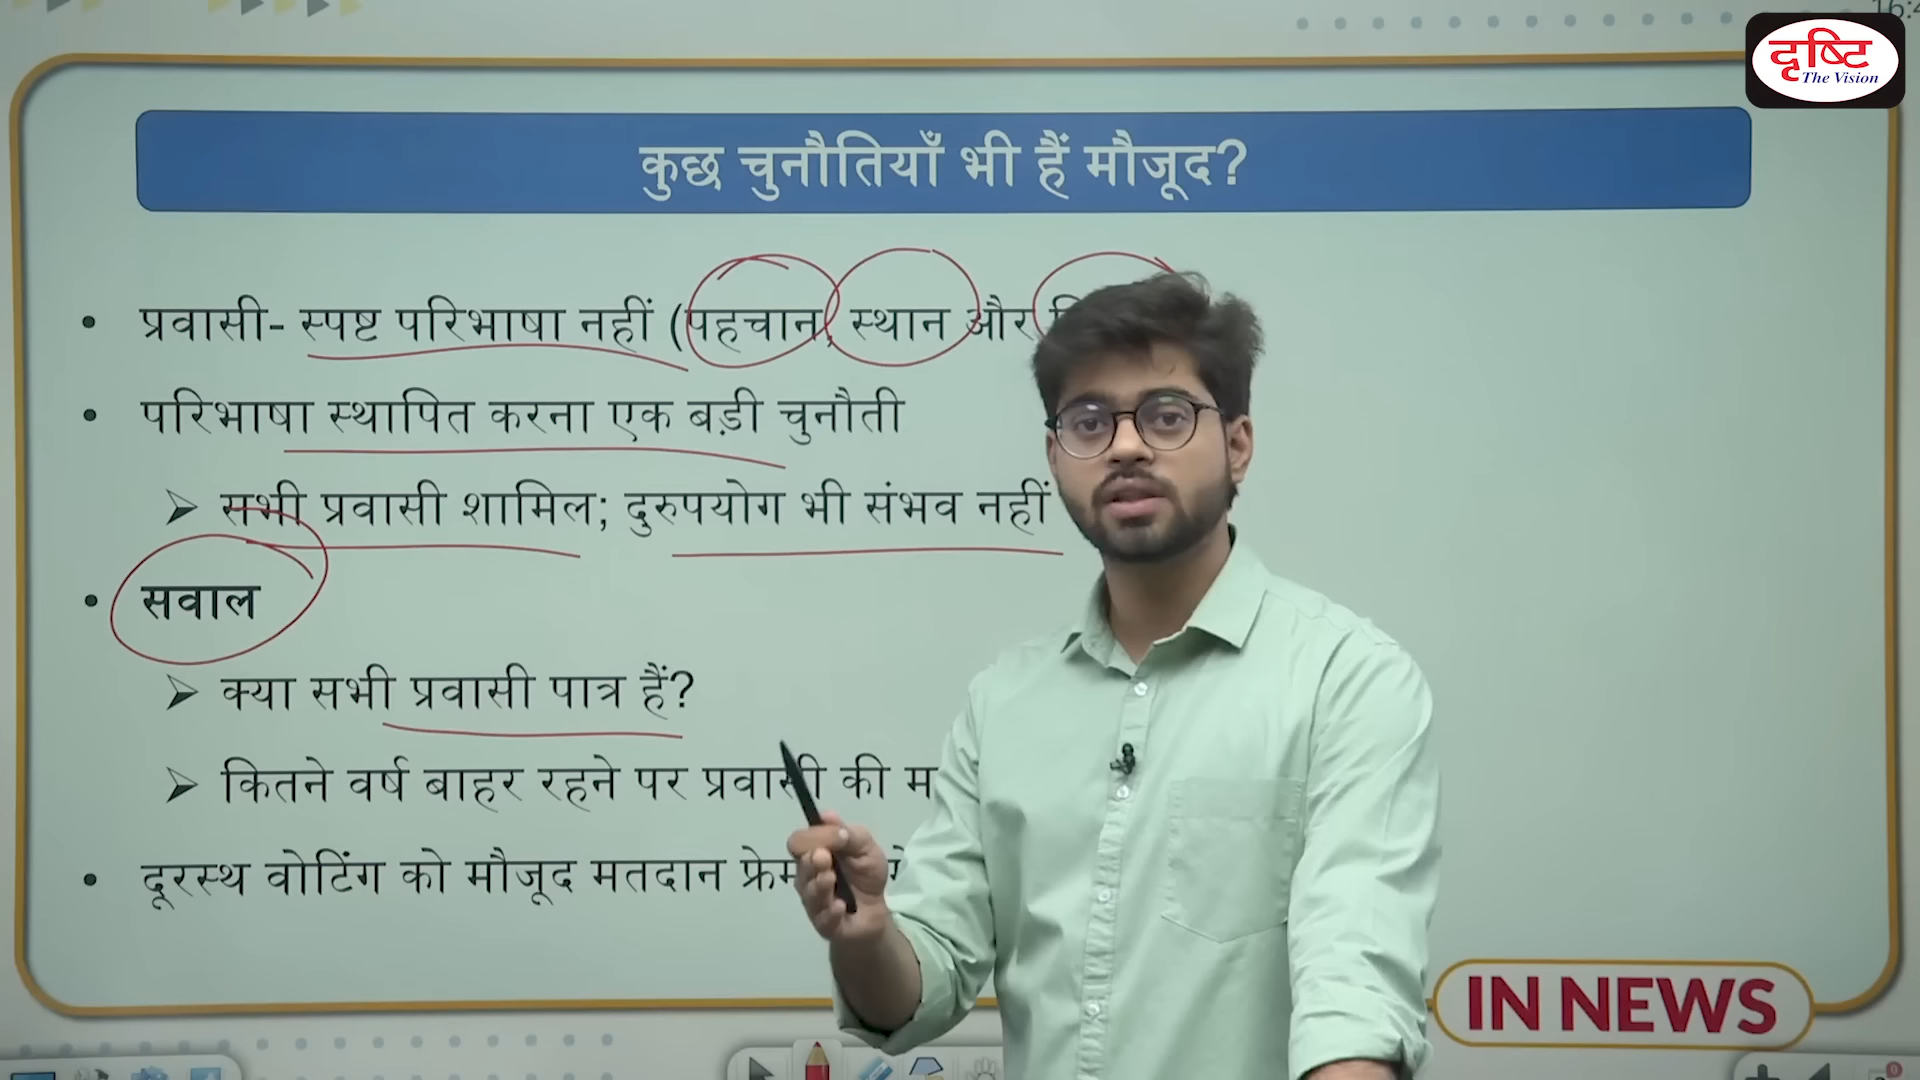 दृष्टि
The Vision
कुछ चुनौतियाँ भी हैं मौजूद?
• प्रवासी- स्पष्ट परिभाषा नहीं (पहचान, स्थान और
• परिभाषा स्थापित करना एक बड़ी चुनौती
➢ सभी प्रवासी शामिल; दुरुपयोग भी संभव नहीं
• सवाल
➢ क्या सभी प्रवासी पात्र हैं?
➢ कितने वर्ष बाहर रहने पर प्रवासी की
• दूरस्थ वोटिंग को मौजूद मतदान
IN NEWS